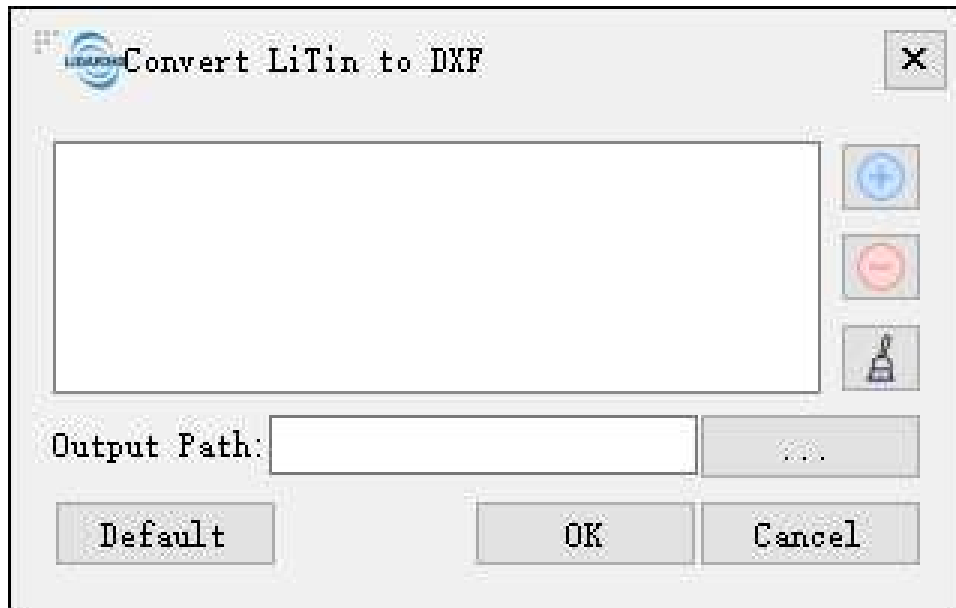 Convert LiTin to DXF
Output Path:
...
Default
OK
Cancel